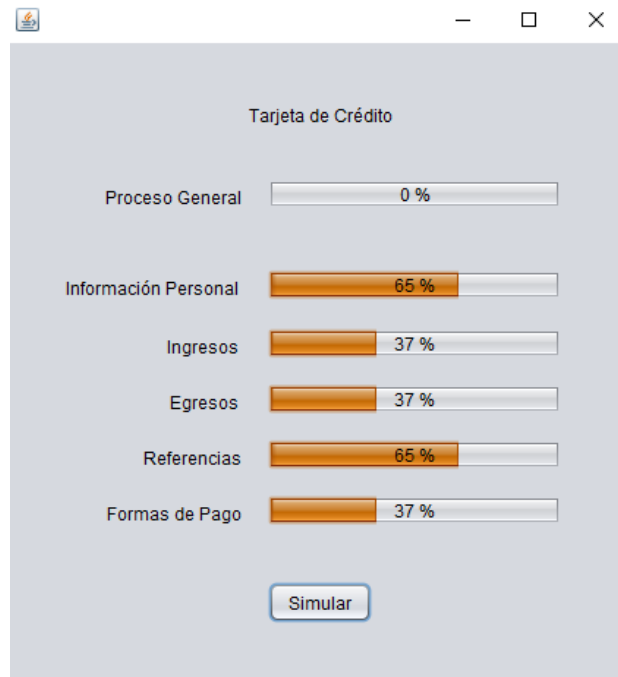 Tarjeta de Crédito
Proceso General 0 %
Información Personal 65 %
Ingresos 37 %
Egresos 37 %
Referencias 65 %
Formas de Pago 37 %
Simular